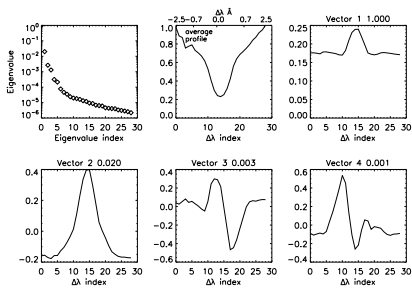 10⁰
10⁻¹
10⁻²
10⁻³
10⁻⁴
10⁻⁵
10⁻⁶
Eigenvalue
0 5 10 15 20 25 30
Eigenvalue index
Δλ Å
-2.5 -0.7 0.0 0.7 2.5
average
profile
1.0
0.8
0.6
0.4
0.2
0.0
0 5 10 15 20 25 30
Δλ index
Vector 1 1.000
0.25
0.20
0.15
0.10
0.05
0.00
0 5 10 15 20 25 30
Δλ index
Vector 2 0.020
0.4
0.2
0.0
-0.2
0 5 10 15 20 25 30
Δλ index
Vector 3 0.003
0.4
0.2
0.0
-0.2
-0.4
-0.6
0 5 10 15 20 25 30
Δλ index
Vector 4 0.001
0.6
0.4
0.2
0.0
-0.2
-0.4
0 5 10 15 20 25 30
Δλ index